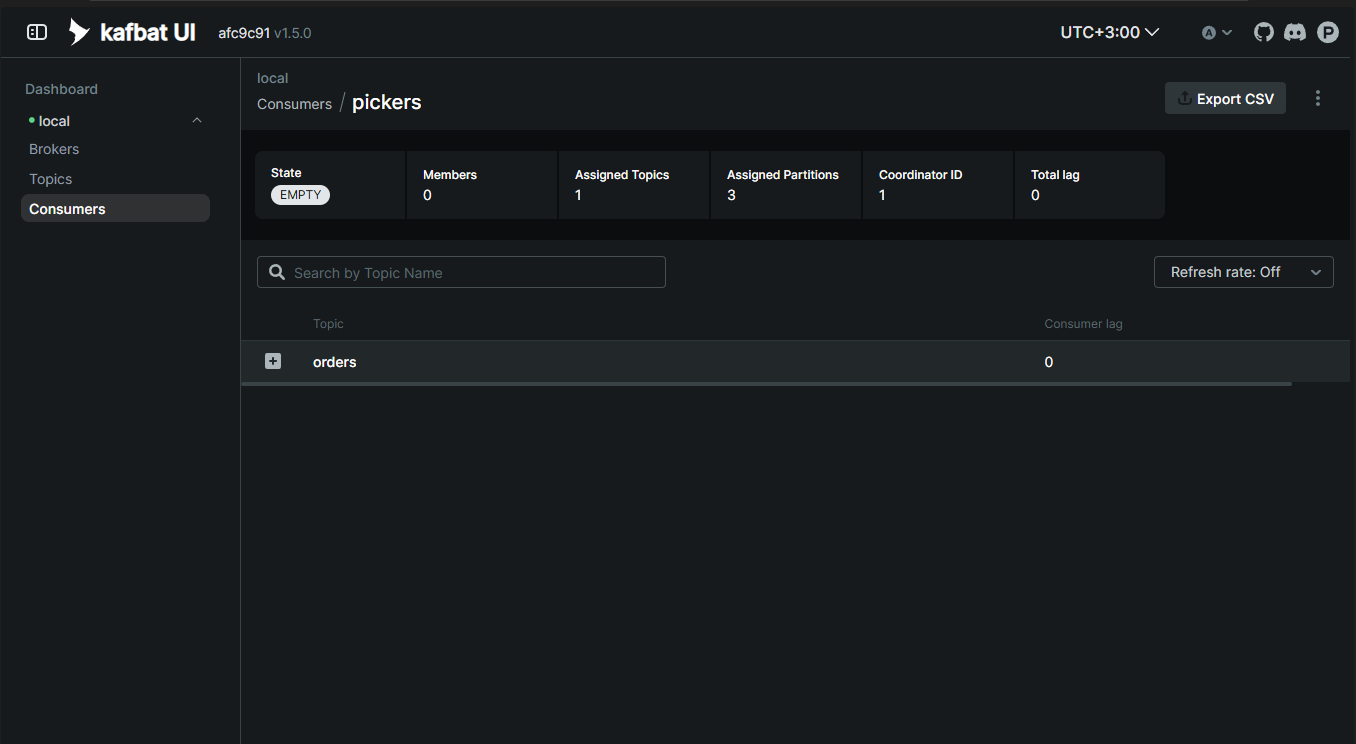 kafbat UI afc9c91 v1.5.0 UTC+3:00 A P
Dashboard
local
Brokers
Topics
Consumers
local
Consumers / pickers
Export CSV
State Members Assigned Topics Assigned Partitions Coordinator ID Total lag
EMPTY 0 1 3 1 0
Search by Topic Name Refresh rate: Off
Topic Consumer lag
orders 0